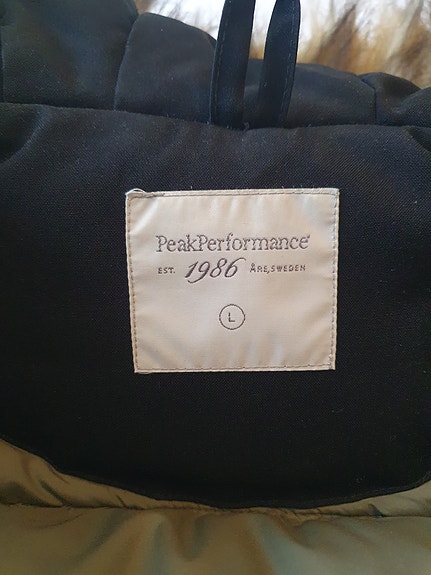 PeakPerformance®
EST. 1986 ÅRE, SWEDEN
L